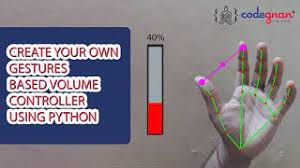 codegnan
40%
CREATE YOUR OWN
GESTURES
BASED VOLUME
CONTROLLER
USING PYTHON